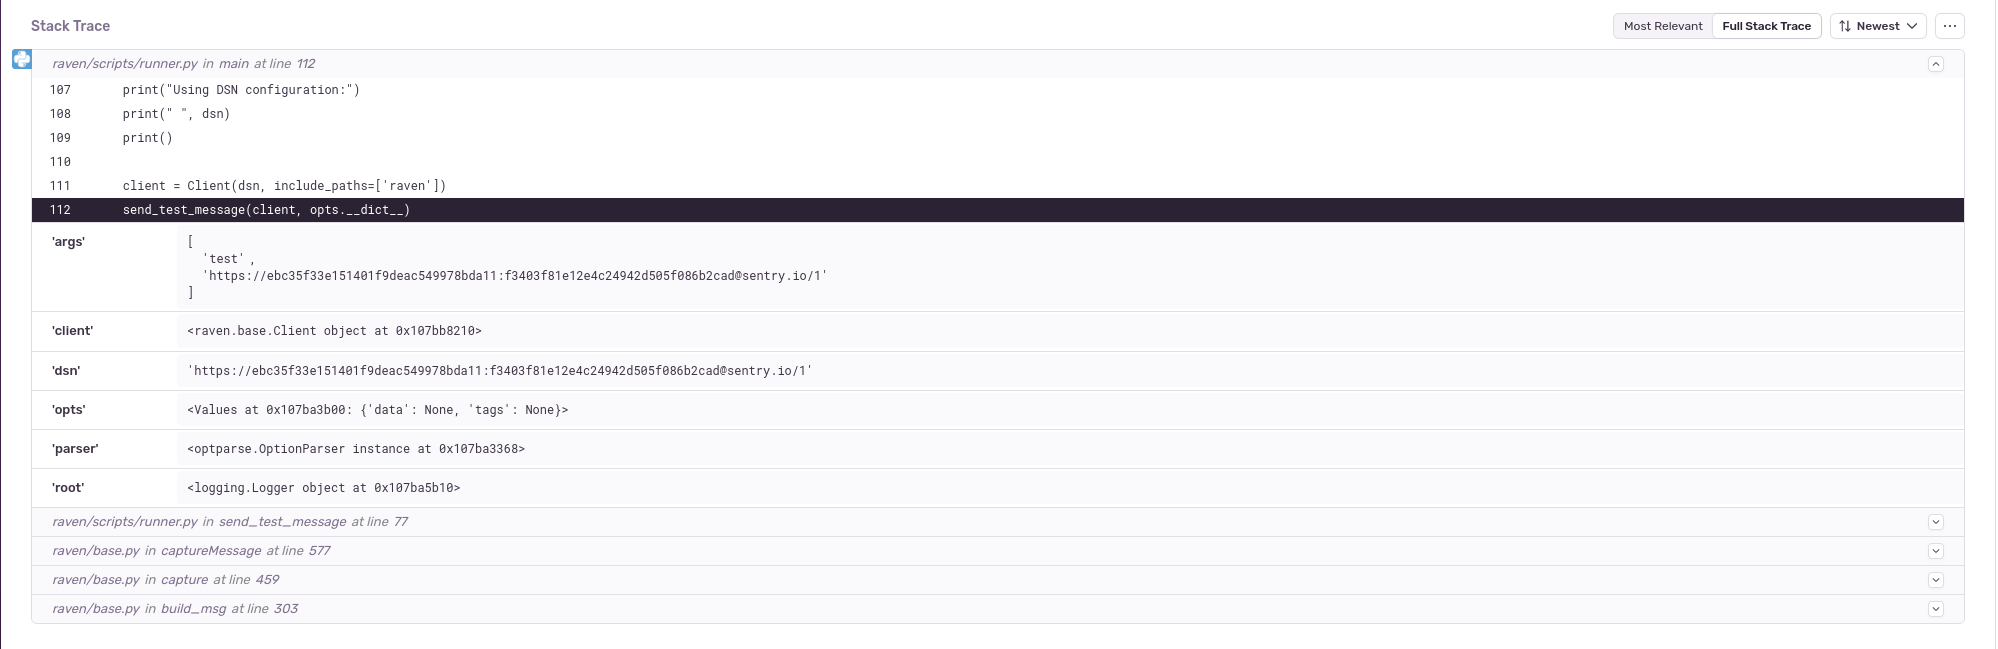 Stack Trace
Most Relevant Full Stack Trace Newest
raven/scripts/runner.py in main at line 112
107 print("Using DSN configuration:")
108 print(" ", dsn)
109 print()
110
111 client = Client(dsn, include_paths=['raven'])
112 send_test_message(client, opts.__dict__)
'args' [
'test' ,
'https://ebc35f33e151401f9deac549978bda11:f3403f81e12e4c24942d505f086b2cad@sentry.io/1'
]
'client' <raven.base.Client object at 0x107bb8210>
'dsn' 'https://ebc35f33e151401f9deac549978bda11:f3403f81e12e4c24942d505f086b2cad@sentry.io/1'
'opts' <Values at 0x107ba3b00: {'data': None, 'tags': None}>
'parser' <optparse.OptionParser instance at 0x107ba3368>
'root' <logging.Logger object at 0x107ba5b10>
raven/scripts/runner.py in send_test_message at line 77
raven/base.py in captureMessage at line 577
raven/base.py in capture at line 459
raven/base.py in build_msg at line 303